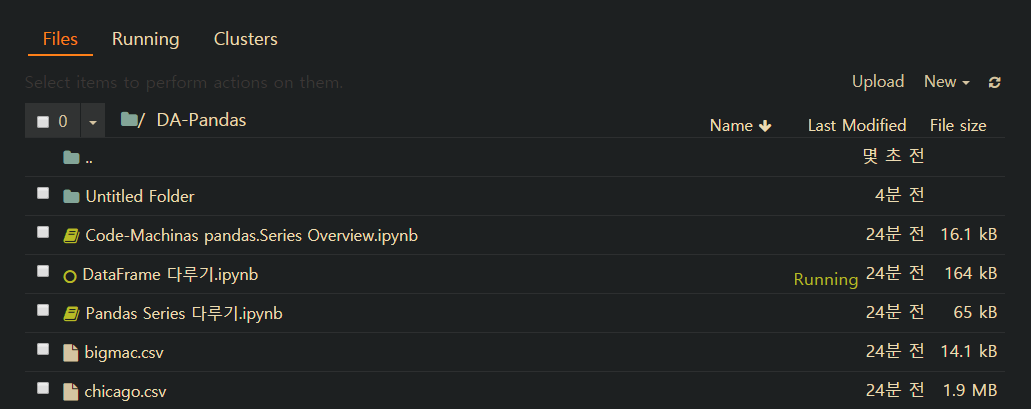 Files Running Clusters
Select items to perform actions on them.
Upload New
0 / DA-Pandas
Name Last Modified File size
.. 몇 초 전
Untitled Folder 4분 전
Code-Machinas pandas.Series Overview.ipynb 24분 전 16.1 kB
DataFrame 다루기.ipynb Running 24분 전 164 kB
Pandas Series 다루기.ipynb 24분 전 65 kB
bigmac.csv 24분 전 14.1 kB
chicago.csv 24분 전 1.9 MB